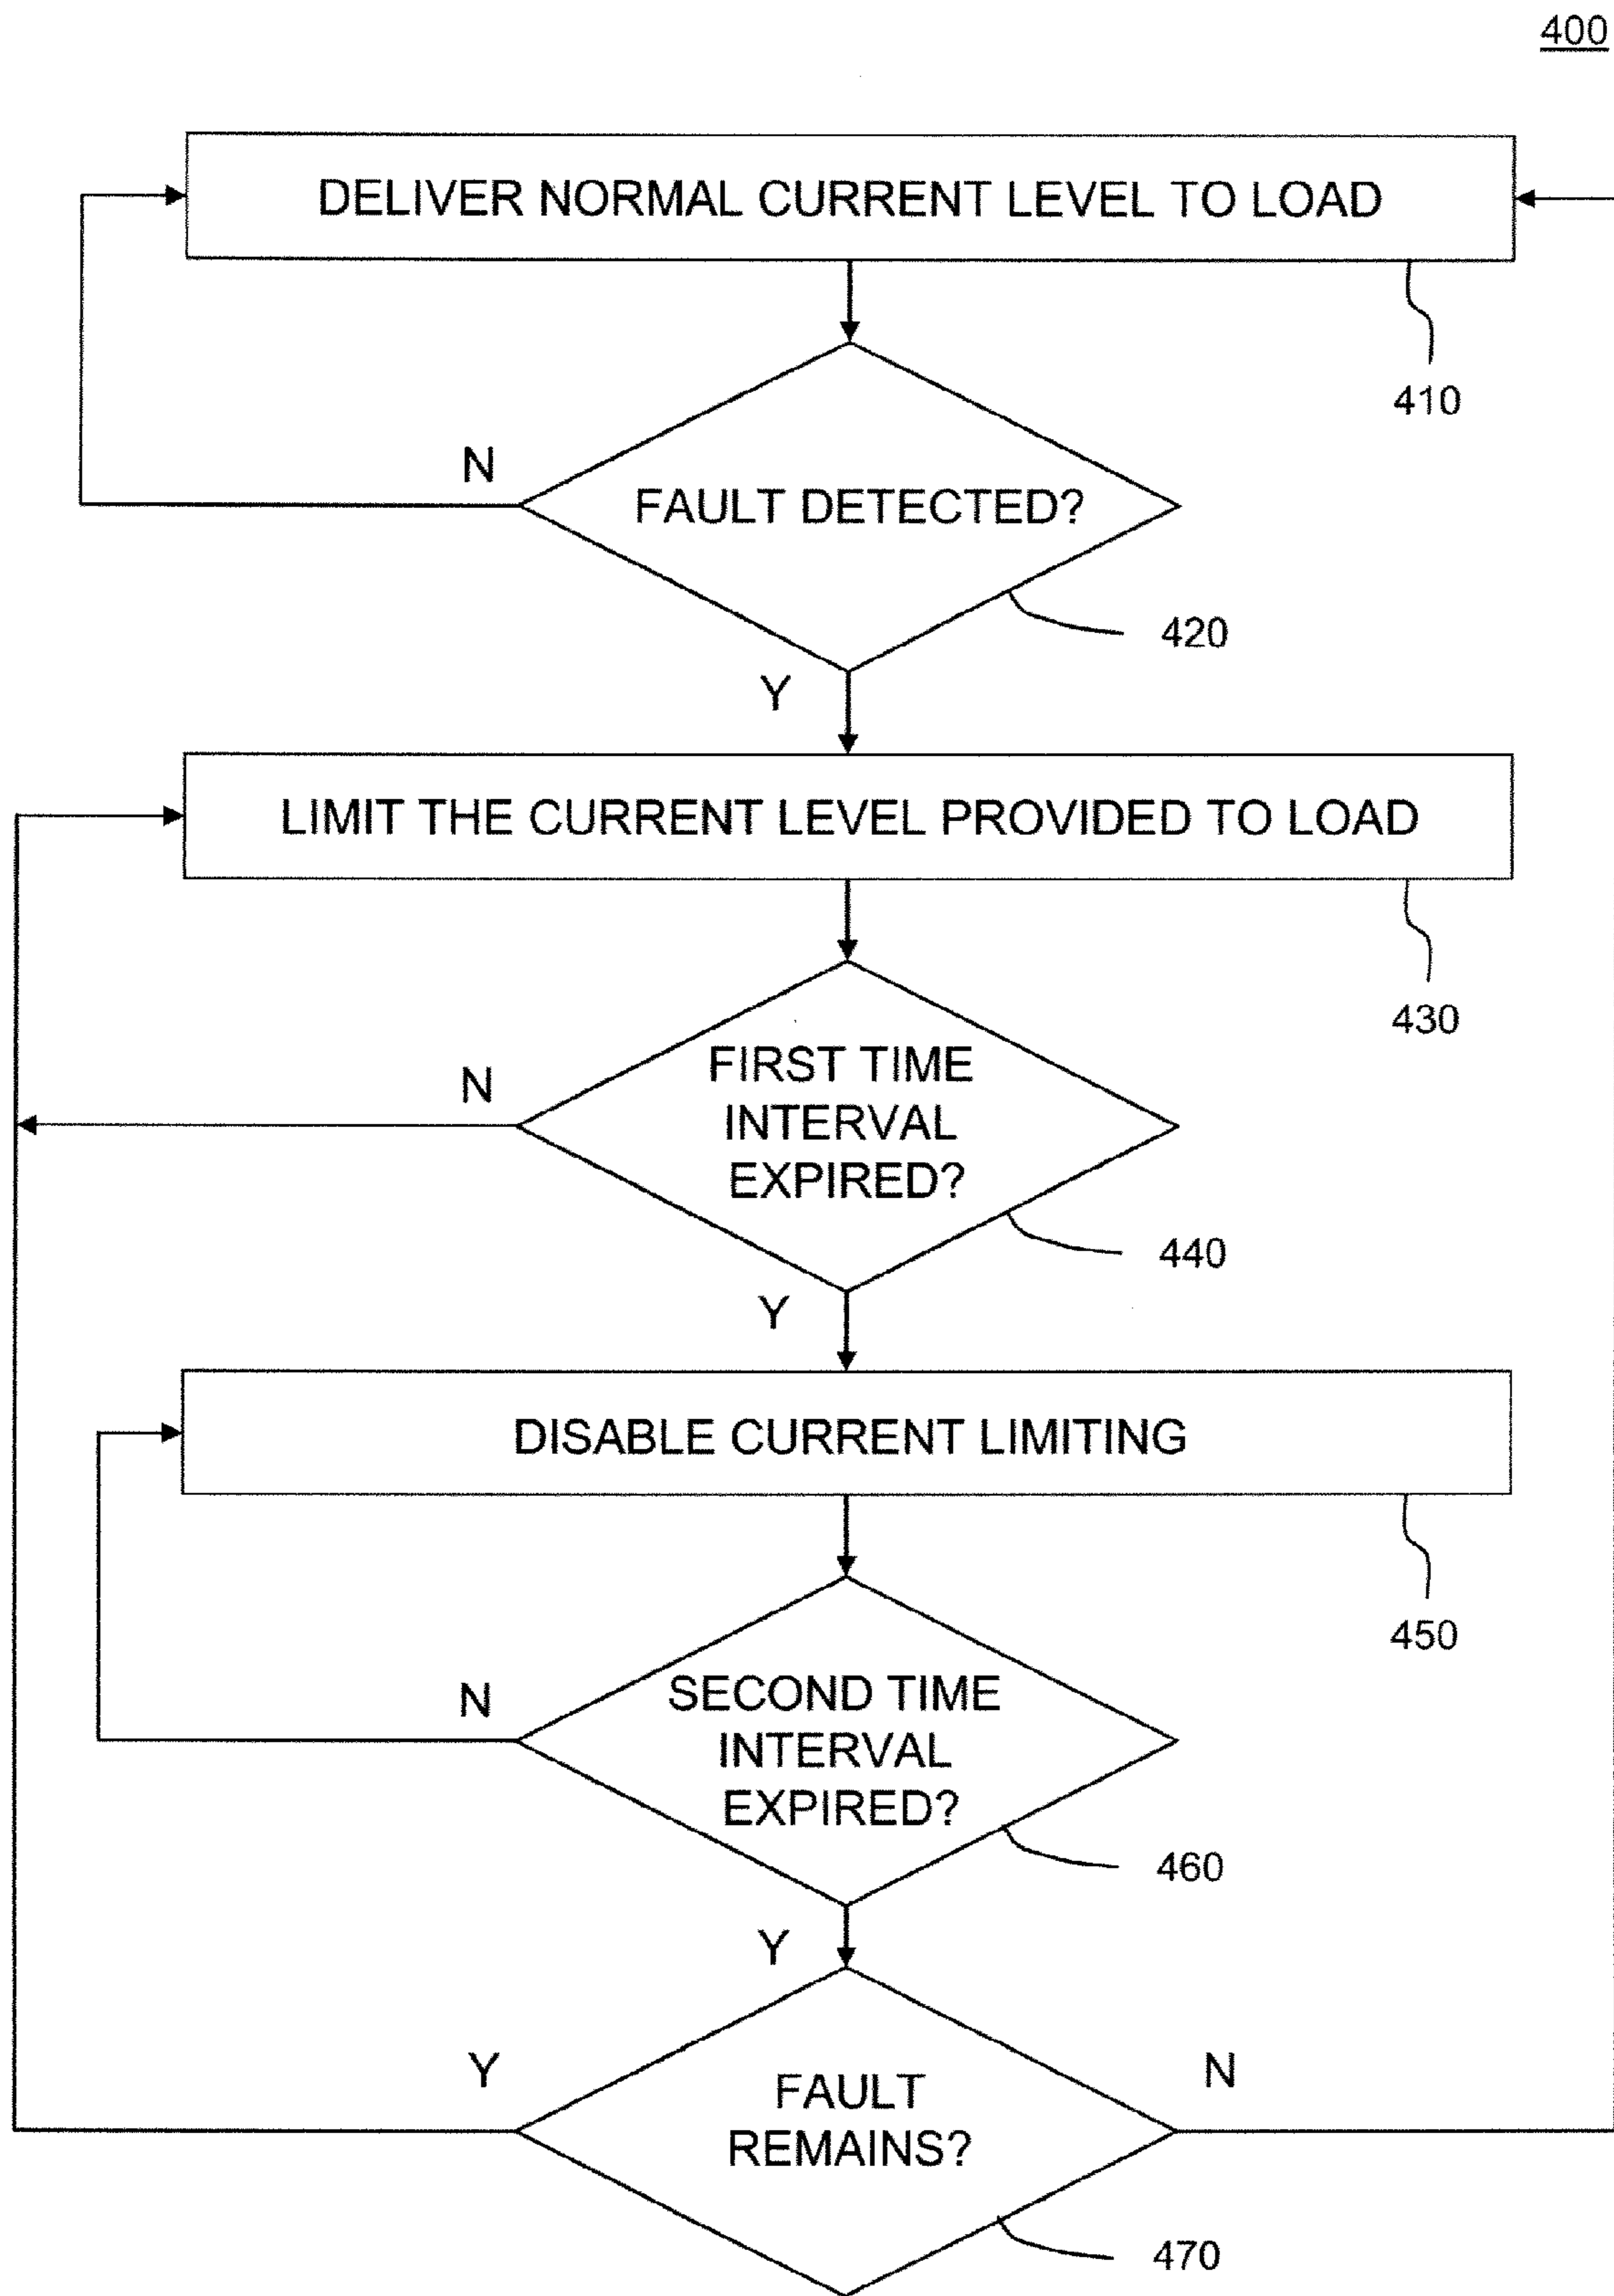 400
DELIVER NORMAL CURRENT LEVEL TO LOAD
410
N
FAULT DETECTED?
420
Y
LIMIT THE CURRENT LEVEL PROVIDED TO LOAD
430
N
FIRST TIME
INTERVAL
EXPIRED?
440
Y
DISABLE CURRENT LIMITING
450
N
SECOND TIME
INTERVAL
EXPIRED?
460
Y
Y
N
FAULT
REMAINS?
470